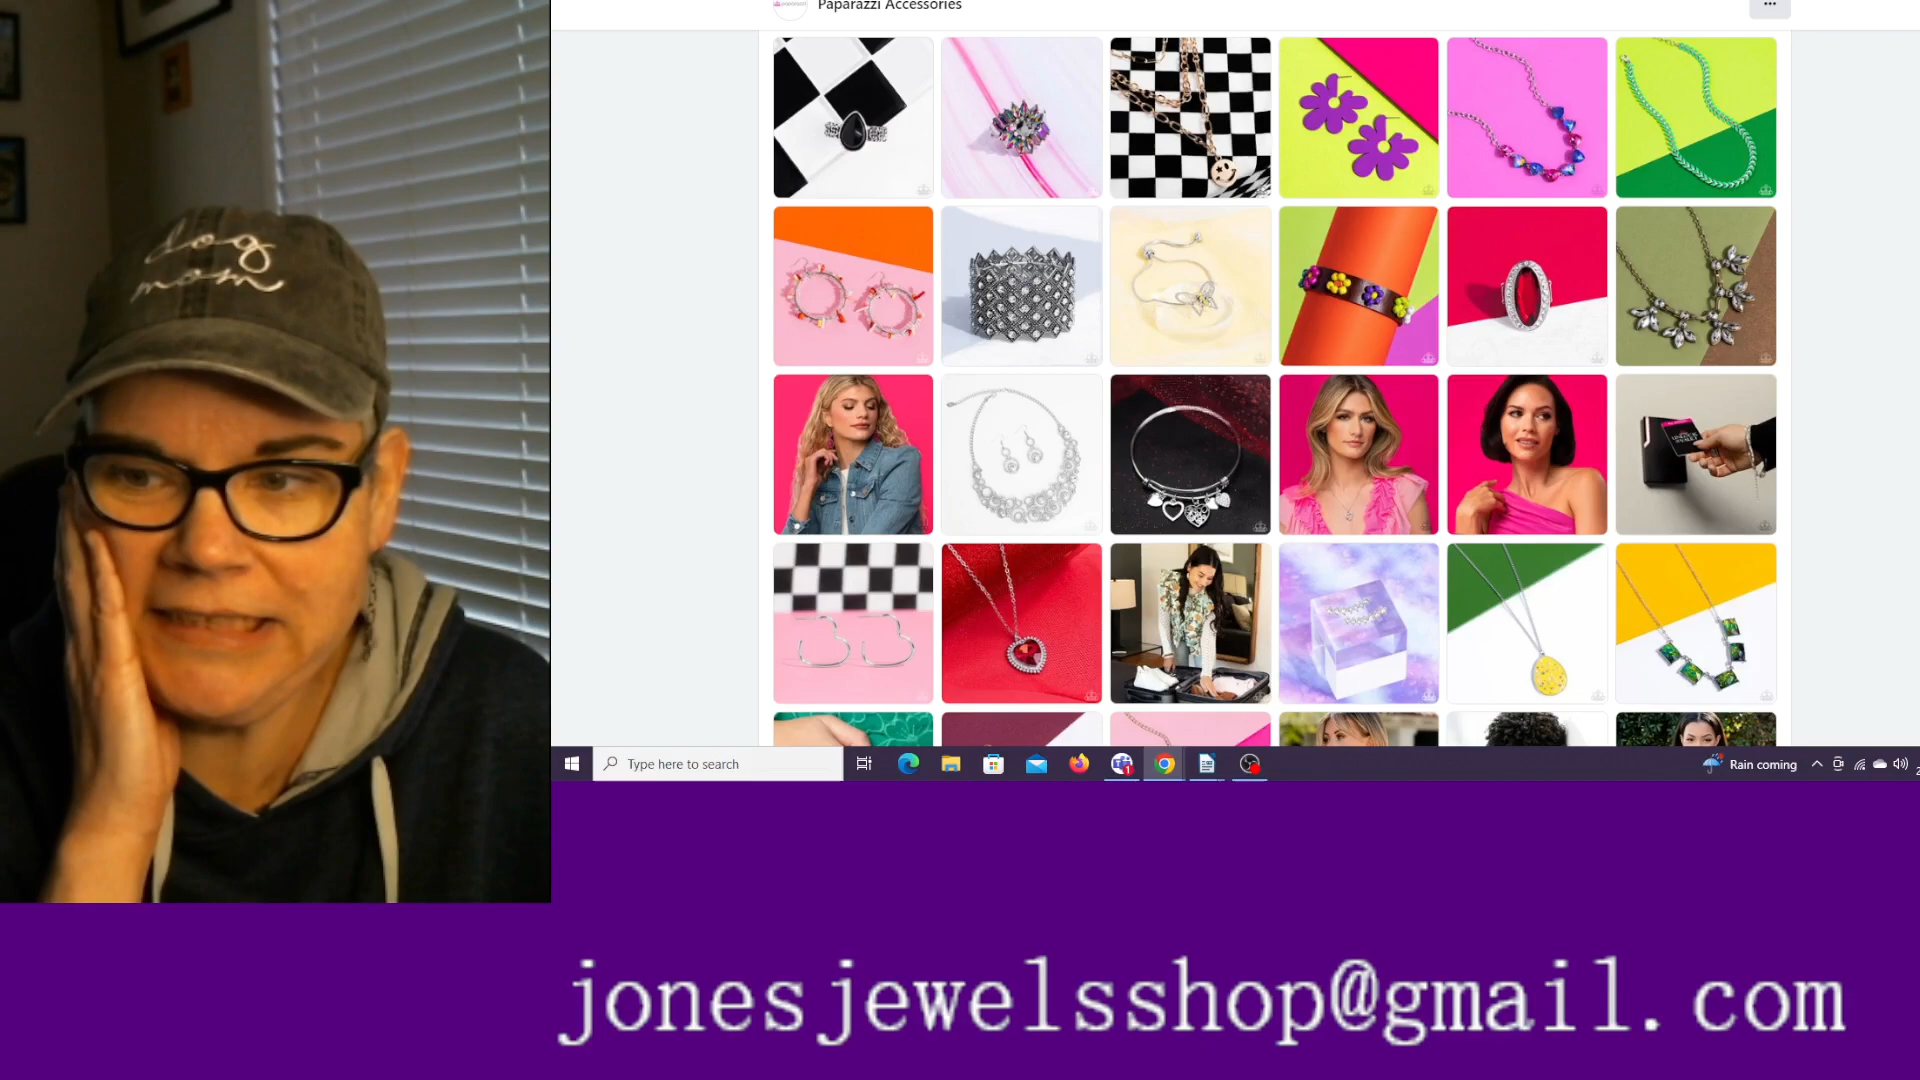 Paparazzi Accessories
dog
mom
Type here to search
Rain coming
jonesjewelsshop@gmail.com